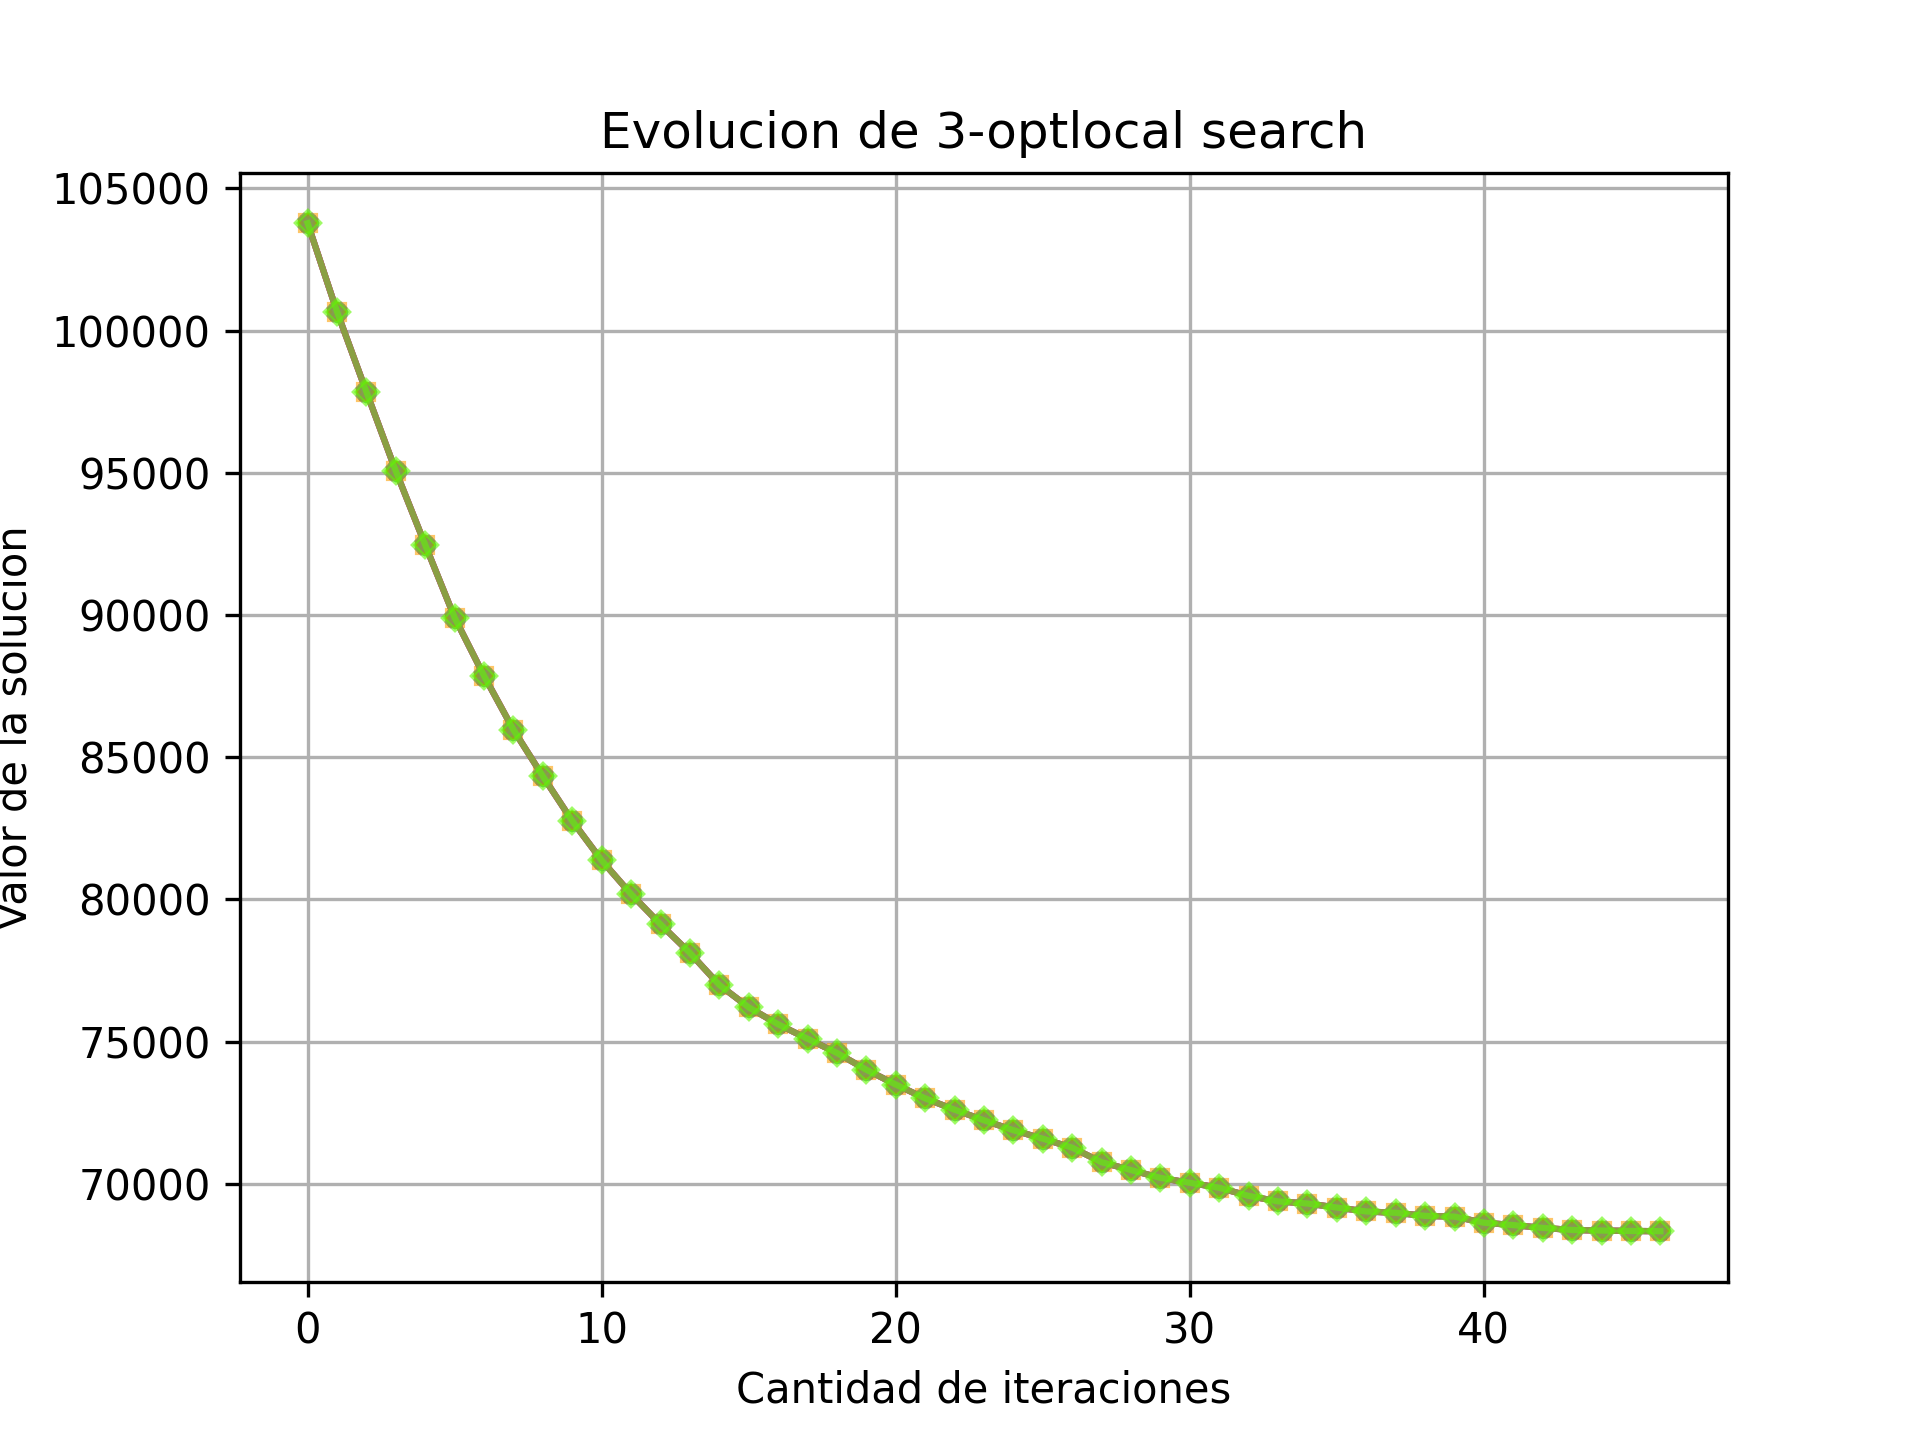 Evolucion de 3-optlocal search
105000
100000
95000
90000
85000
80000
75000
70000
Valor de la solucion
0 10 20 30 40
Cantidad de iteraciones